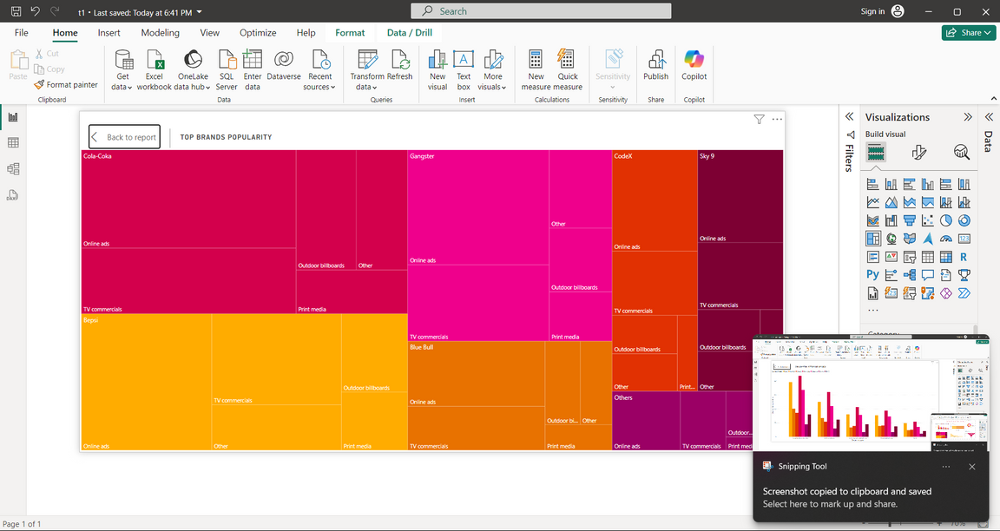 t1 • Last saved: Today at 6:41 PM
Search
Sign in
File
Home
Insert
Modeling
View
Optimize
Help
Format
Data / Drill
Share
Paste
Cut
Copy
Format painter
Clipboard
Get data
Excel workbook
OneLake data hub
SQL Server
Enter data
Dataverse
Recent sources
Data
Transform data
Refresh
Queries
New visual
Text box
More visuals
Insert
New measure
Quick measure
Calculations
Sensitivity
Sensitivity
Publish
Share
Copilot
Copilot
Back to report
TOP BRANDS POPULARITY
Cola-Coka
Online ads
TV commercials
Outdoor billboards
Other
Print media
Bepsi
Online ads
TV commercials
Other
Outdoor billboards
Print media
Gangster
Online ads
TV commercials
Other
Outdoor billboards
Print media
Blue Bull
Online ads
TV commercials
Outdoor bi...
Other
Print media
CodeX
Online ads
TV commercials
Outdoor billboards
Other
Print...
Sky 9
Online ads
TV commercials
Outdoor billboards
Other
Others
Online ads
TV commercials
Outdoor...
Print med
Filters
Visualizations
Build visual
123
R
Py
Data
Snipping Tool
Screenshot copied to clipboard and saved
Select here to mark up and share.
Page 1 of 1
70%